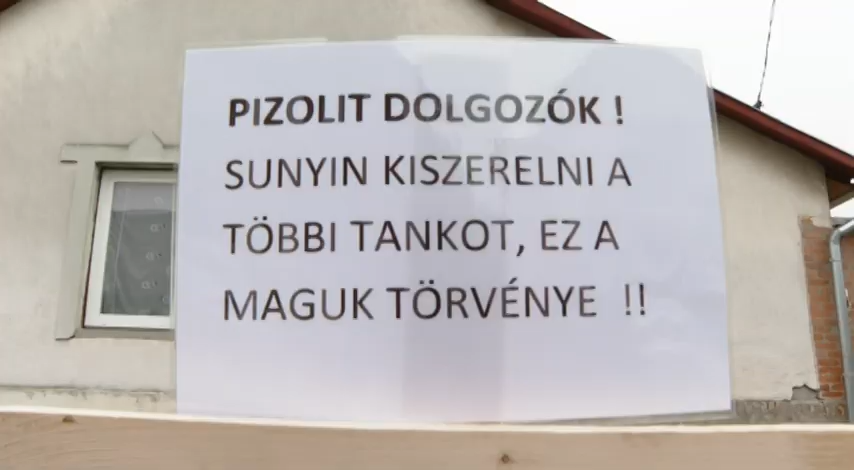 PIZOLIT DOLGOZÓK !
SUNYIN KISZERELNI A
TÖBBI TANKOT, EZ A
MAGUK TÖRVÉNYE !!